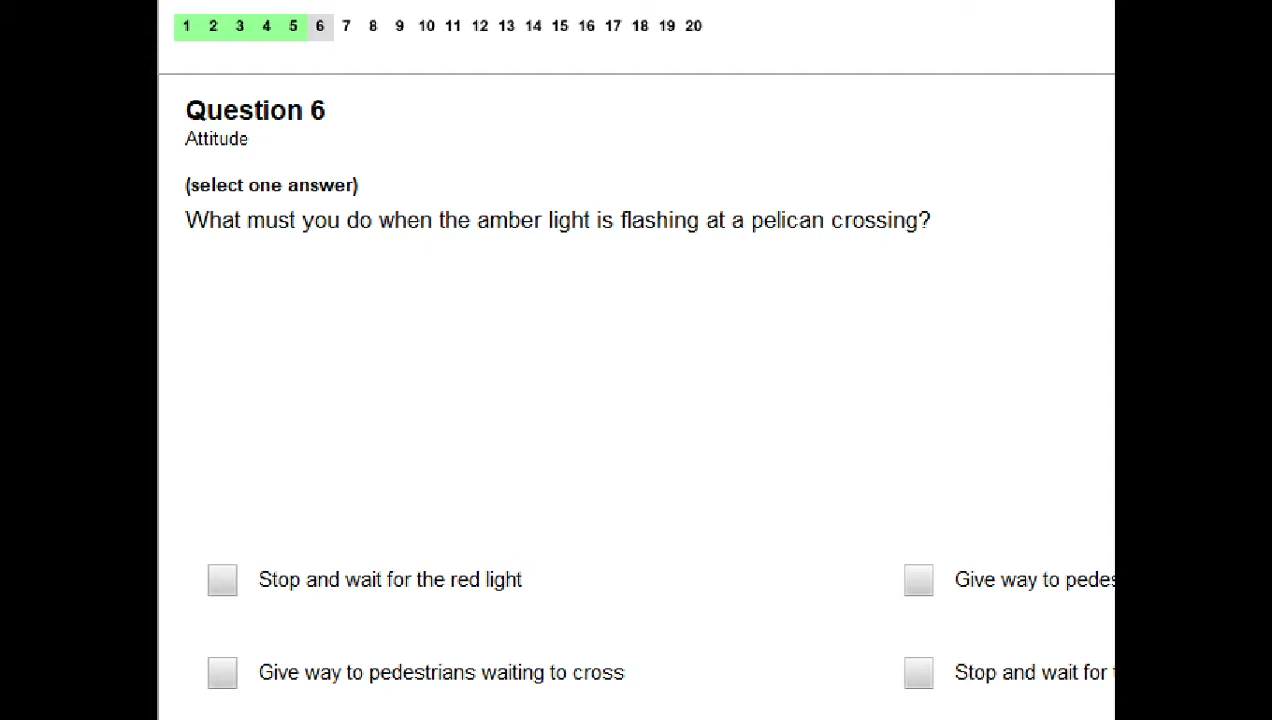 1 2 3 4 5 6 7 8 9 10 11 12 13 14 15 16 17 18 19 20
Question 6
Attitude
(select one answer)
What must you do when the amber light is flashing at a pelican crossing?
Stop and wait for the red light
Give way to pedes
Give way to pedestrians waiting to cross
Stop and wait for